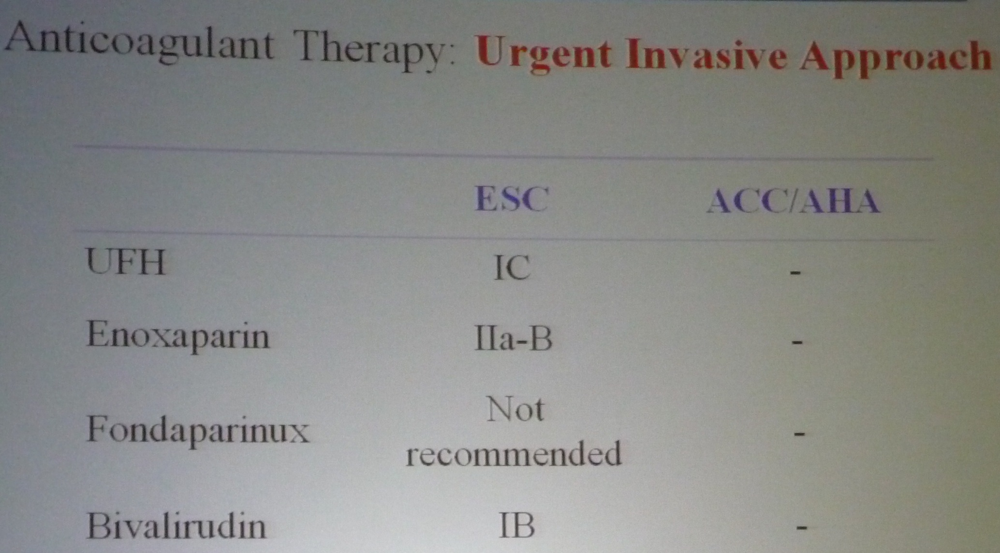 Anticoagulant Therapy: Urgent Invasive Approach
ESC ACC/AHA
UFH IC -
Enoxaparin IIa-B -
Not
Fondaparinux -
recommended
Bivalirudin IB -